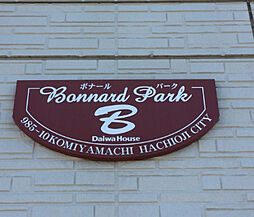 ボナール パーク
Bonnard Park
B
Daiwa House
985-10 KOMIYAMACHI HACHIOJI CITY